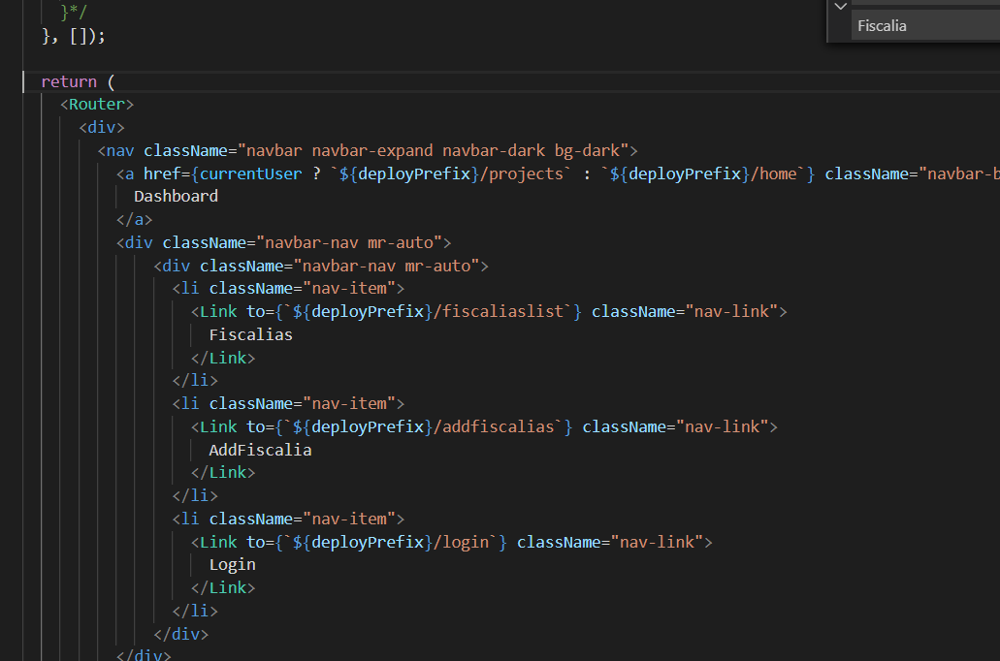 }*/
}, []);
Fiscalia
return (
<Router>
<div>
<nav className="navbar navbar-expand navbar-dark bg-dark">
<a href={currentUser ? `${deployPrefix}/projects` : `${deployPrefix}/home`} className="navbar-b
Dashboard
</a>
<div className="navbar-nav mr-auto">
<div className="navbar-nav mr-auto">
<li className="nav-item">
<Link to={`${deployPrefix}/fiscaliaslist`} className="nav-link">
Fiscalias
</Link>
</li>
<li className="nav-item">
<Link to={`${deployPrefix}/addfiscalias`} className="nav-link">
AddFiscalia
</Link>
</li>
<li className="nav-item">
<Link to={`${deployPrefix}/login`} className="nav-link">
Login
</Link>
</li>
</div>
</div>